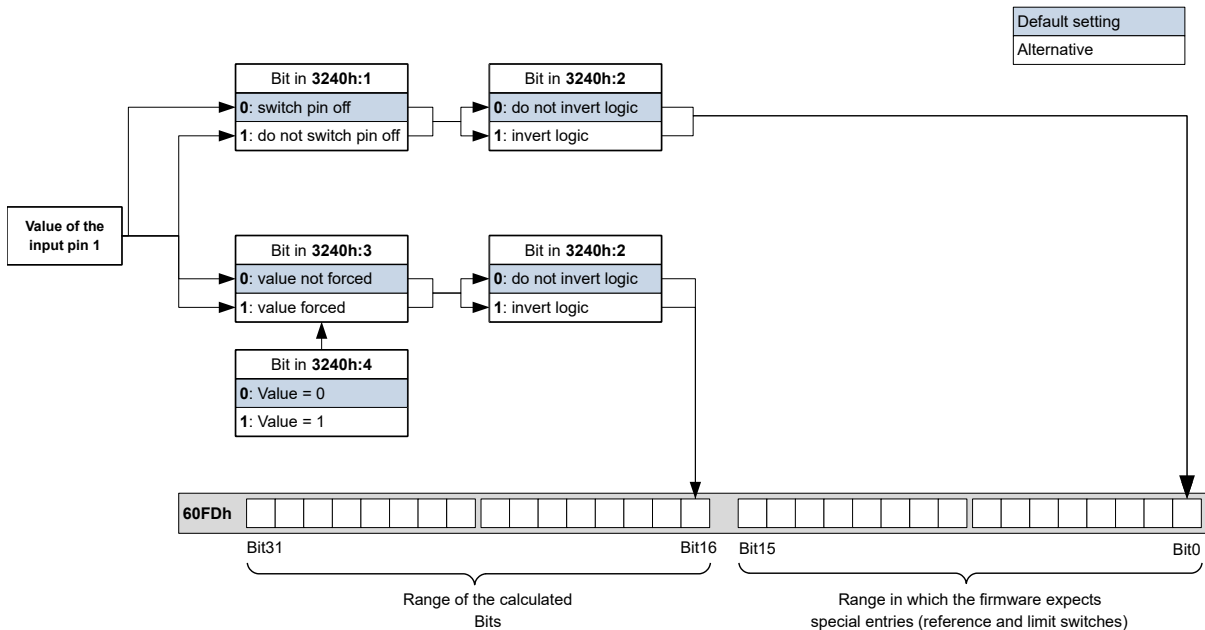 Default setting
Alternative
Bit in 3240h:1
0: switch pin off
1: do not switch pin off
Bit in 3240h:2
0: do not invert logic
1: invert logic
Value of the
input pin 1
Bit in 3240h:3
0: value not forced
1: value forced
Bit in 3240h:2
0: do not invert logic
1: invert logic
Bit in 3240h:4
0: Value = 0
1: Value = 1
60FDh
Bit31
Bit16
Bit15
Bit0
Range of the calculated
Bits
Range in which the firmware expects
special entries (reference and limit switches)